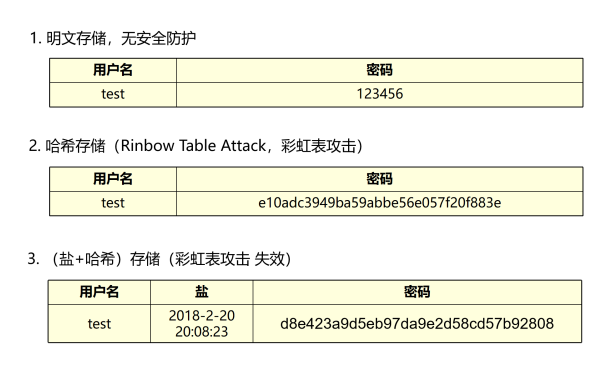 1. 明文存储，无安全防护
用户名 密码
test 123456
2. 哈希存储（Rinbow Table Attack，彩虹表攻击）
用户名 密码
test e10adc3949ba59abbe56e057f20f883e
3. （盐+哈希）存储（彩虹表攻击 失效）
用户名 盐 密码
test 2018-2-20 20:08:23 d8e423a9d5eb97da9e2d58cd57b92808